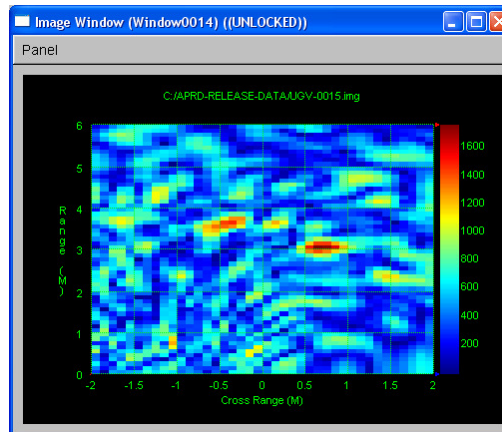 Image Window (Window0014) ((UNLOCKED))
Panel
C:/APRD-RELEASE-DATA/UGV-0015.img
6
5
4
3
2
1
0
Range (M)
-2 -1.5 -1 -0.5 0 0.5 1 1.5 2
Cross Range (M)
1600
1400
1200
1000
800
600
400
200